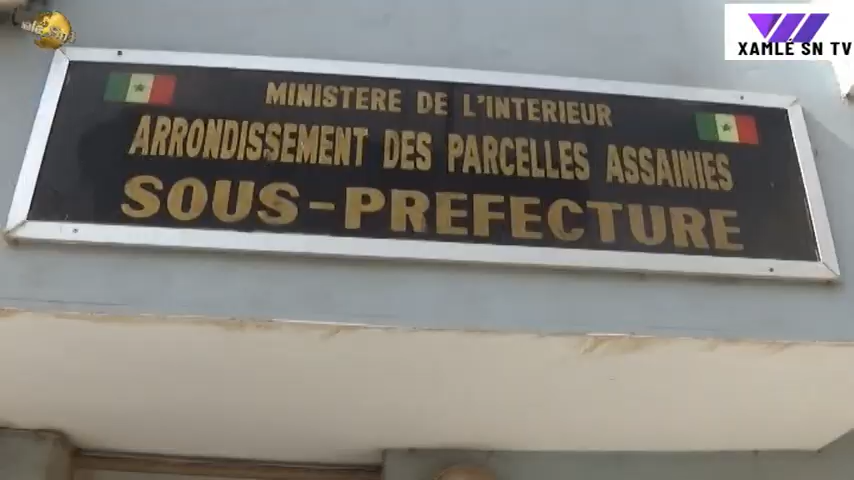 XAMLÉ SN TV
MINISTERE DE L'INTERIEUR
ARRONDISSEMENT DES PARCELLES ASSAINIES
SOUS-PREFECTURE